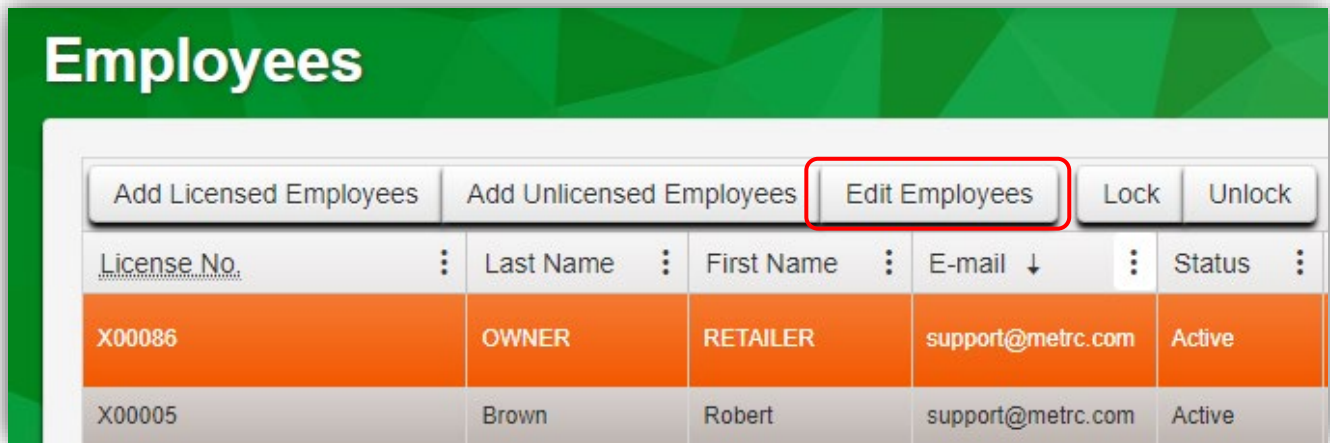 Employees
Add Licensed Employees Add Unlicensed Employees Edit Employees Lock Unlock
License No. Last Name First Name E-mail ↓ Status
X00086 OWNER RETAILER support@metrc.com Active
X00005 Brown Robert support@metrc.com Active